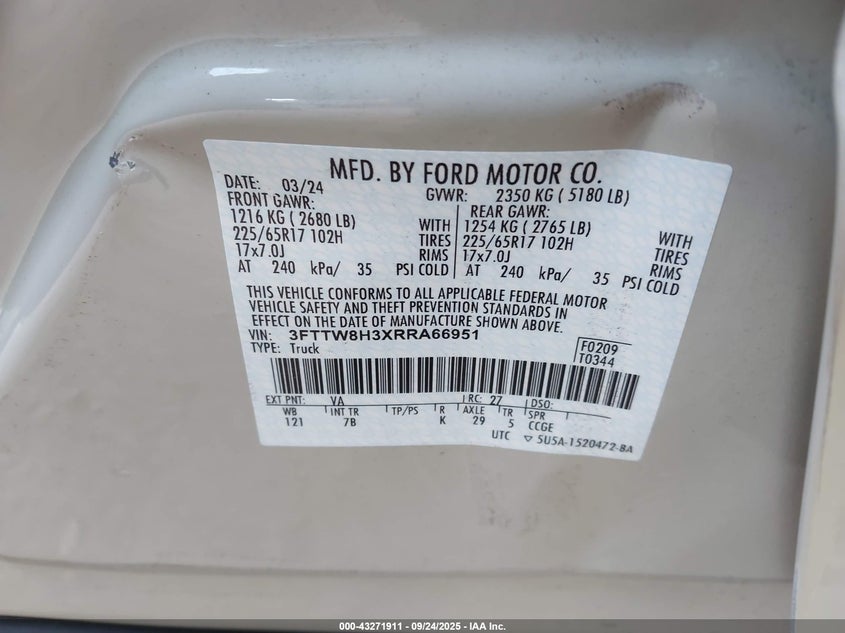 MFD. BY FORD MOTOR CO.
DATE: 03/24 GVWR: 2350 KG ( 5180 LB)
FRONT GAWR: REAR GAWR:
1216 KG ( 2680 LB) WITH 1254 KG ( 2765 LB) WITH
225/65R17 102H TIRES 225/65R17 102H TIRES
17x7.0J RIMS 17x7.0J RIMS
AT 240 kPa/ 35 PSI COLD AT 240 kPa/ 35 PSI COLD
THIS VEHICLE CONFORMS TO ALL APPLICABLE FEDERAL MOTOR
VEHICLE SAFETY AND THEFT PREVENTION STANDARDS IN
EFFECT ON THE DATE OF MANUFACTURE SHOWN ABOVE.
VIN: 3FTTW8H3XRRA66951
TYPE: Truck
F0209
T0344
EXT PNT: VA RC: 27 DSO:
WB INT TR TP/PS R AXLE TR SPR
121 7B K 29 5 CCGE
UTC ▽ 5U5A-1520472-BA
000-43271911 - 09/24/2025 - IAA Inc.